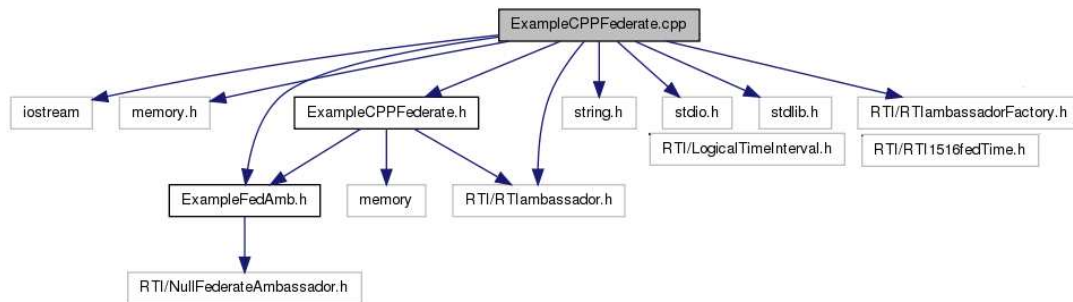 ExampleCPPFederate.cpp
iostream
memory.h
ExampleCPPFederate.h
string.h
stdio.h
stdlib.h
RTI/RTIambassadorFactory.h
RTI/LogicalTimeInterval.h
RTI/RTI1516fedTime.h
ExampleFedAmb.h
memory
RTI/RTIambassador.h
RTI/NullFederateAmbassador.h